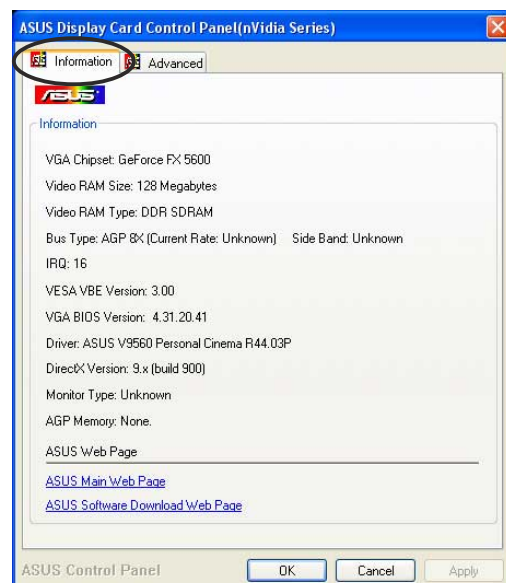 ASUS Display Card Control Panel(nVidia Series)
Information Advanced
ASUS
Information
VGA Chipset: GeForce FX 5600
Video RAM Size: 128 Megabytes
Video RAM Type: DDR SDRAM
Bus Type: AGP 8X (Current Rate: Unknown) Side Band: Unknown
IRQ: 16
VESA VBE Version: 3.00
VGA BIOS Version: 4.31.20.41
Driver: ASUS V9560 Personal Cinema R44.03P
DirectX Version: 9.x (build 900)
Monitor Type: Unknown
AGP Memory: None.
ASUS Web Page
ASUS Main Web Page
ASUS Software Download Web Page
ASUS Control Panel OK Cancel Apply